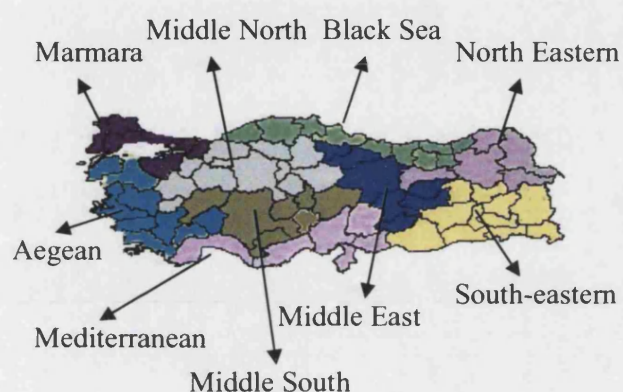 Middle North Black Sea
Marmara
North Eastern
Aegean
South-eastern
Middle East
Mediterranean
Middle South